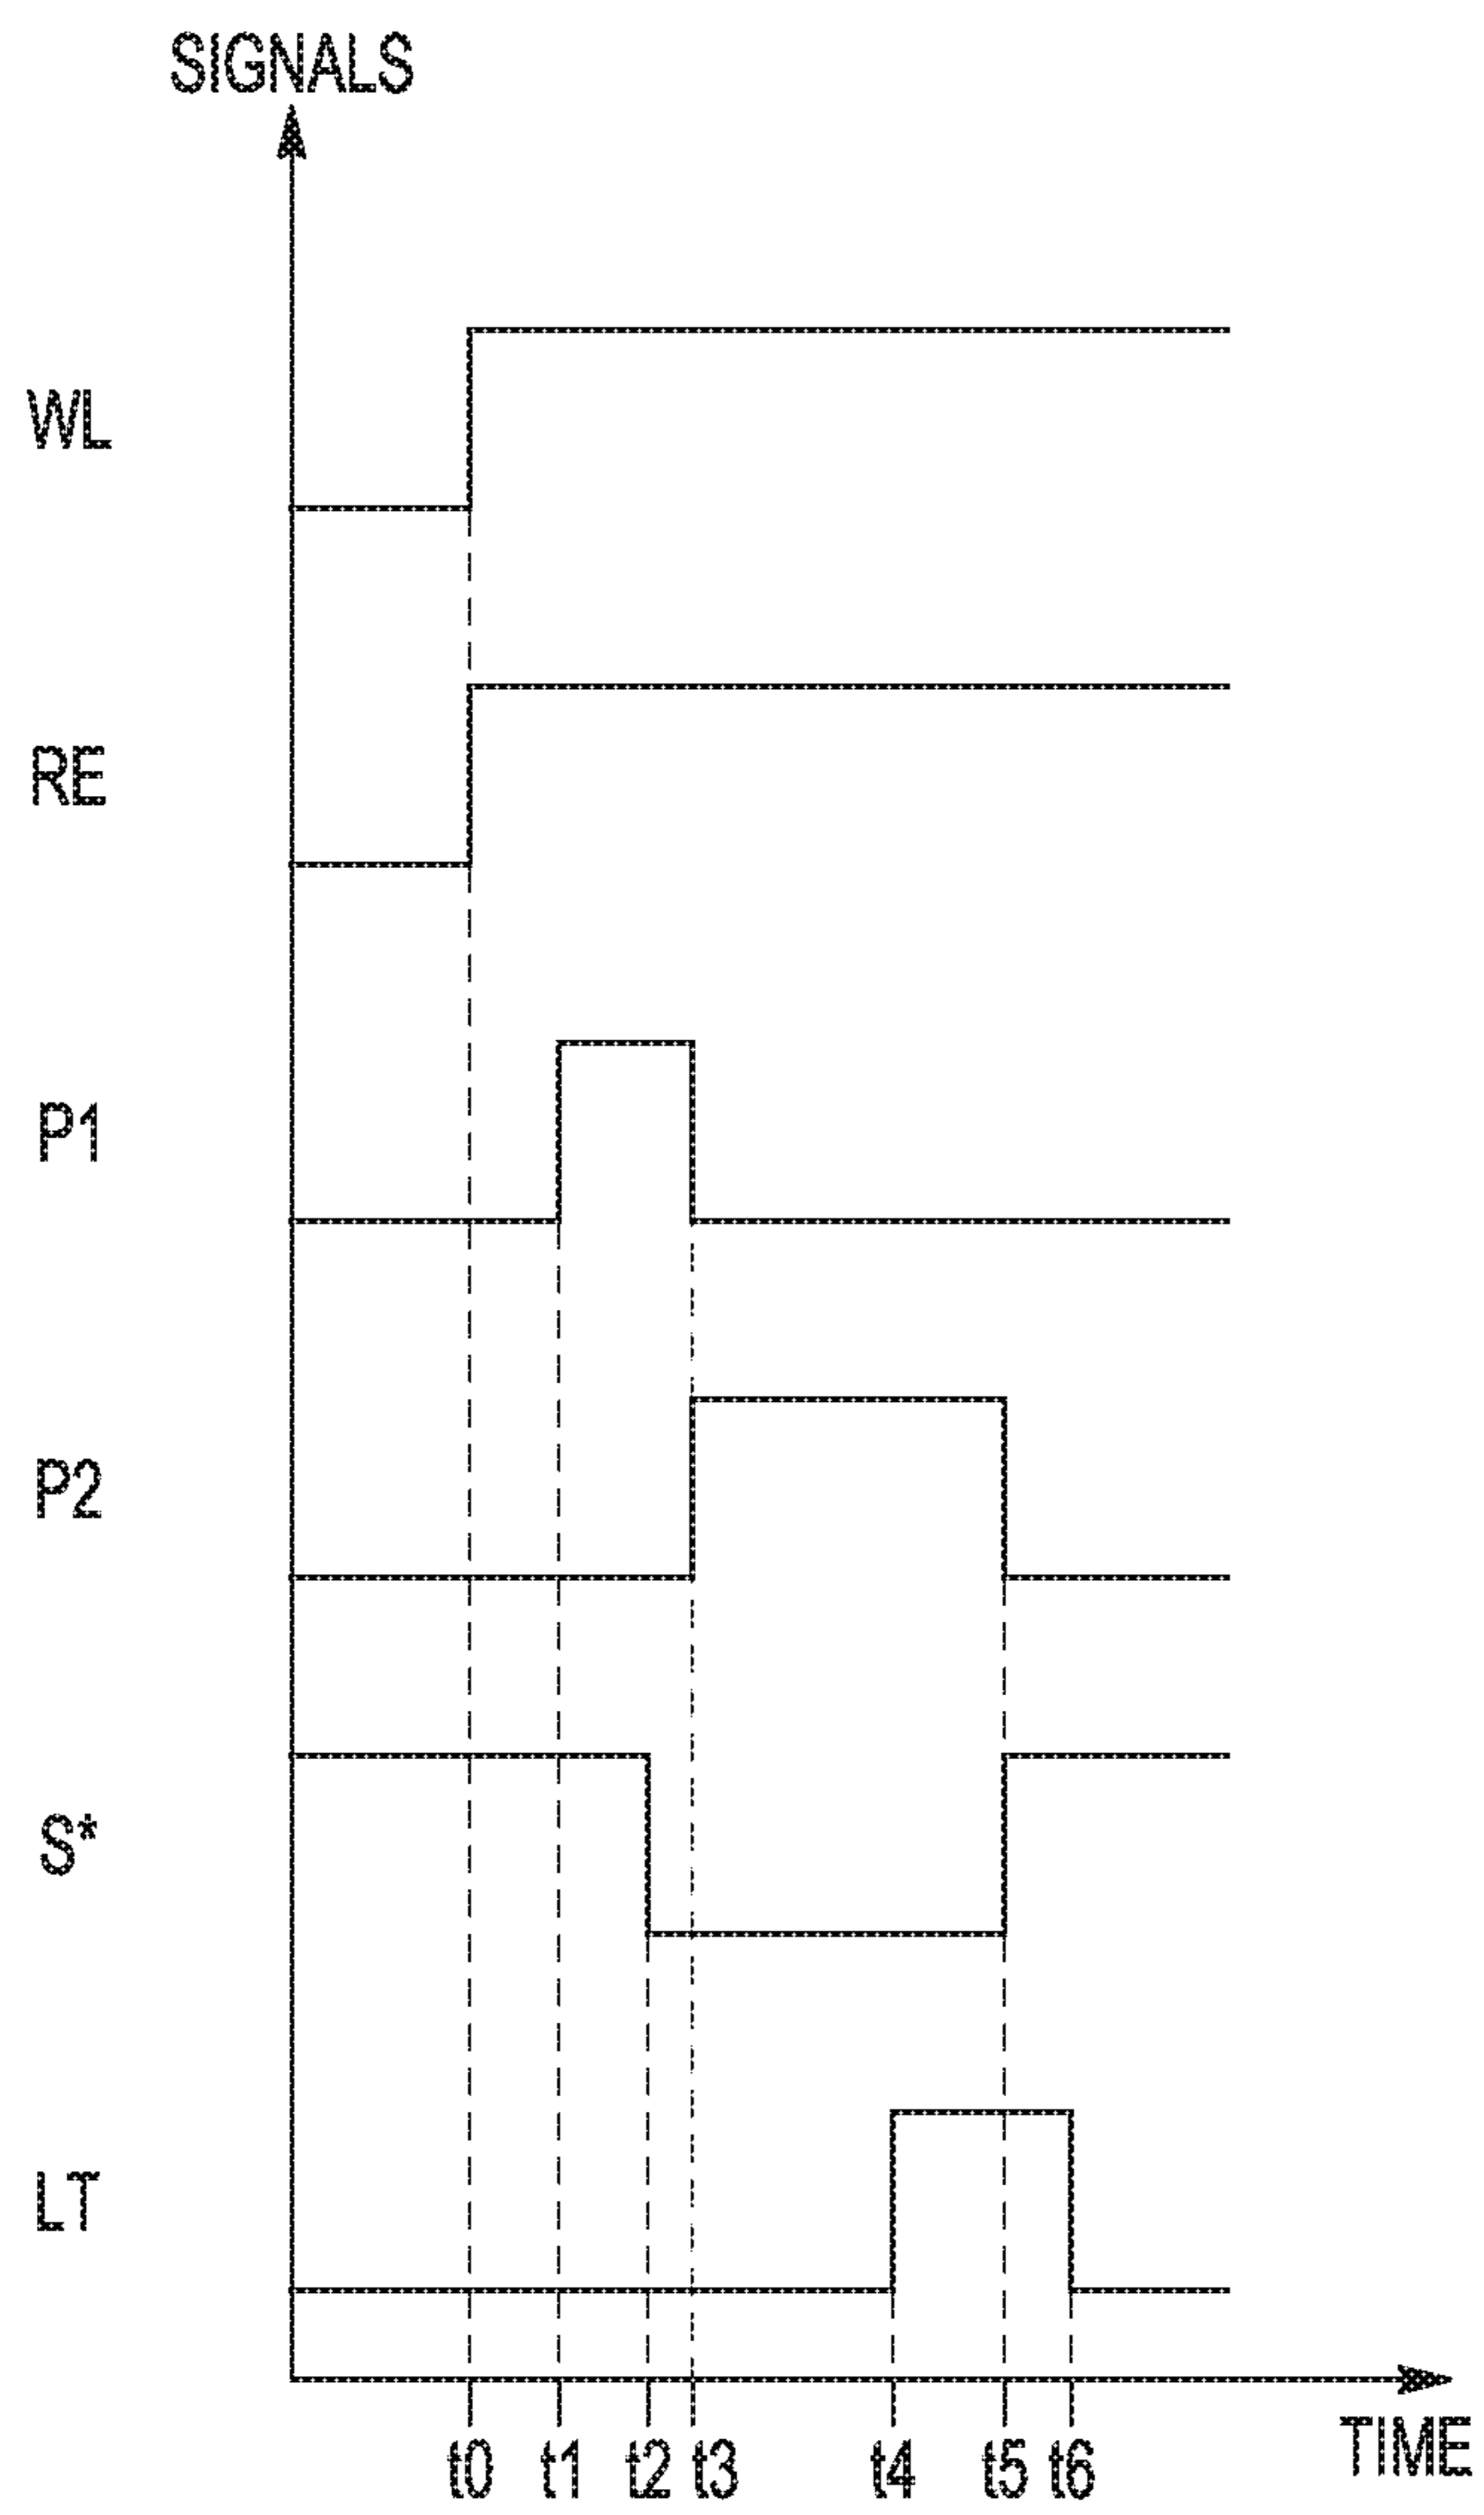 SIGNALS
WL
RE
P1
P2
S*
LT
TIME
t0 t1 t2 t3 t4 t5 t6